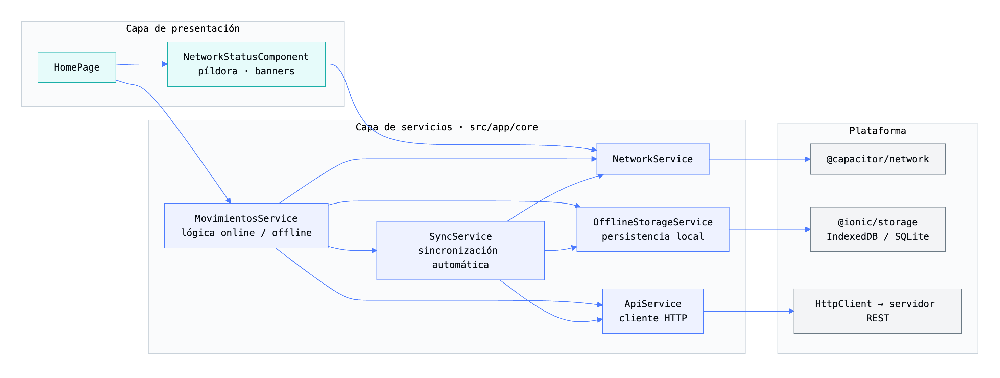 Capa de presentación
HomePage
NetworkStatusComponent
píldora · banners
Capa de servicios · src/app/core
MovimientosService
lógica online / offline
SyncService
sincronización
automática
NetworkService
OfflineStorageService
persistencia local
ApiService
cliente HTTP
Plataforma
@capacitor/network
@ionic/storage
IndexedDB / SQLite
HttpClient → servidor
REST